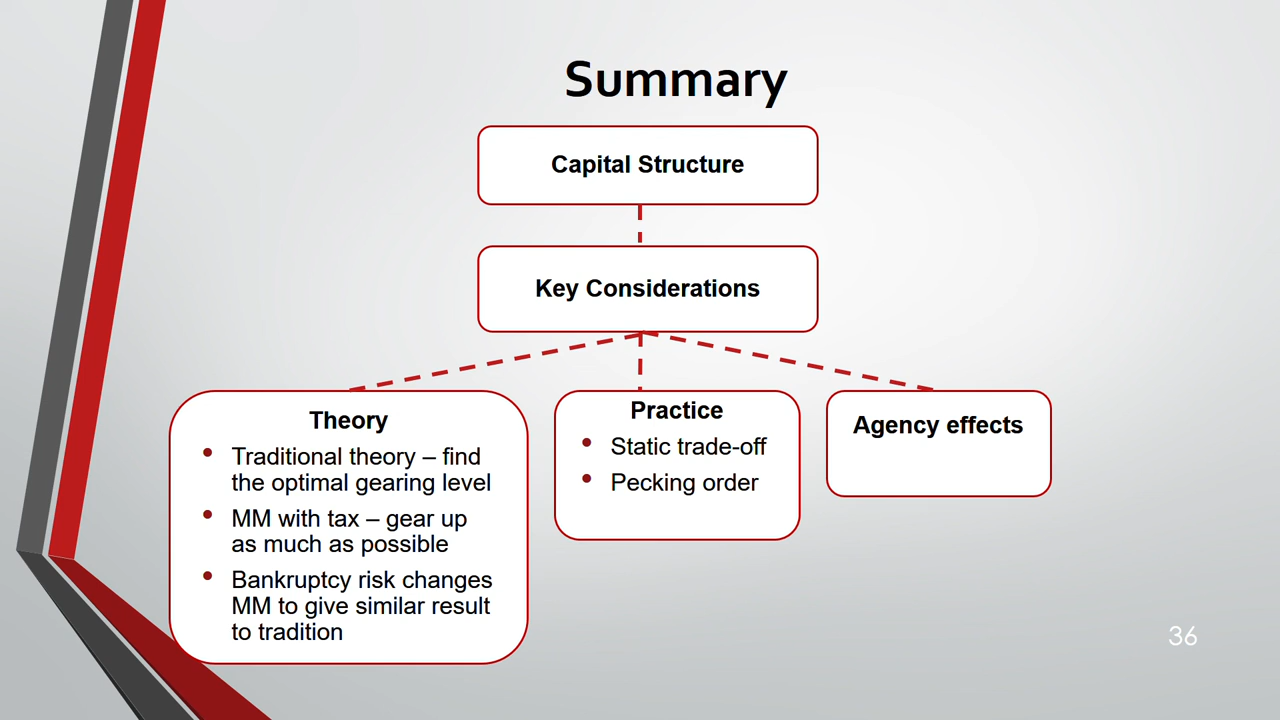 Summary
Capital Structure
Key Considerations
Theory
• Traditional theory – find
the optimal gearing level
• MM with tax – gear up
as much as possible
• Bankruptcy risk changes
MM to give similar result
to tradition
Practice
• Static trade-off
• Pecking order
Agency effects
36